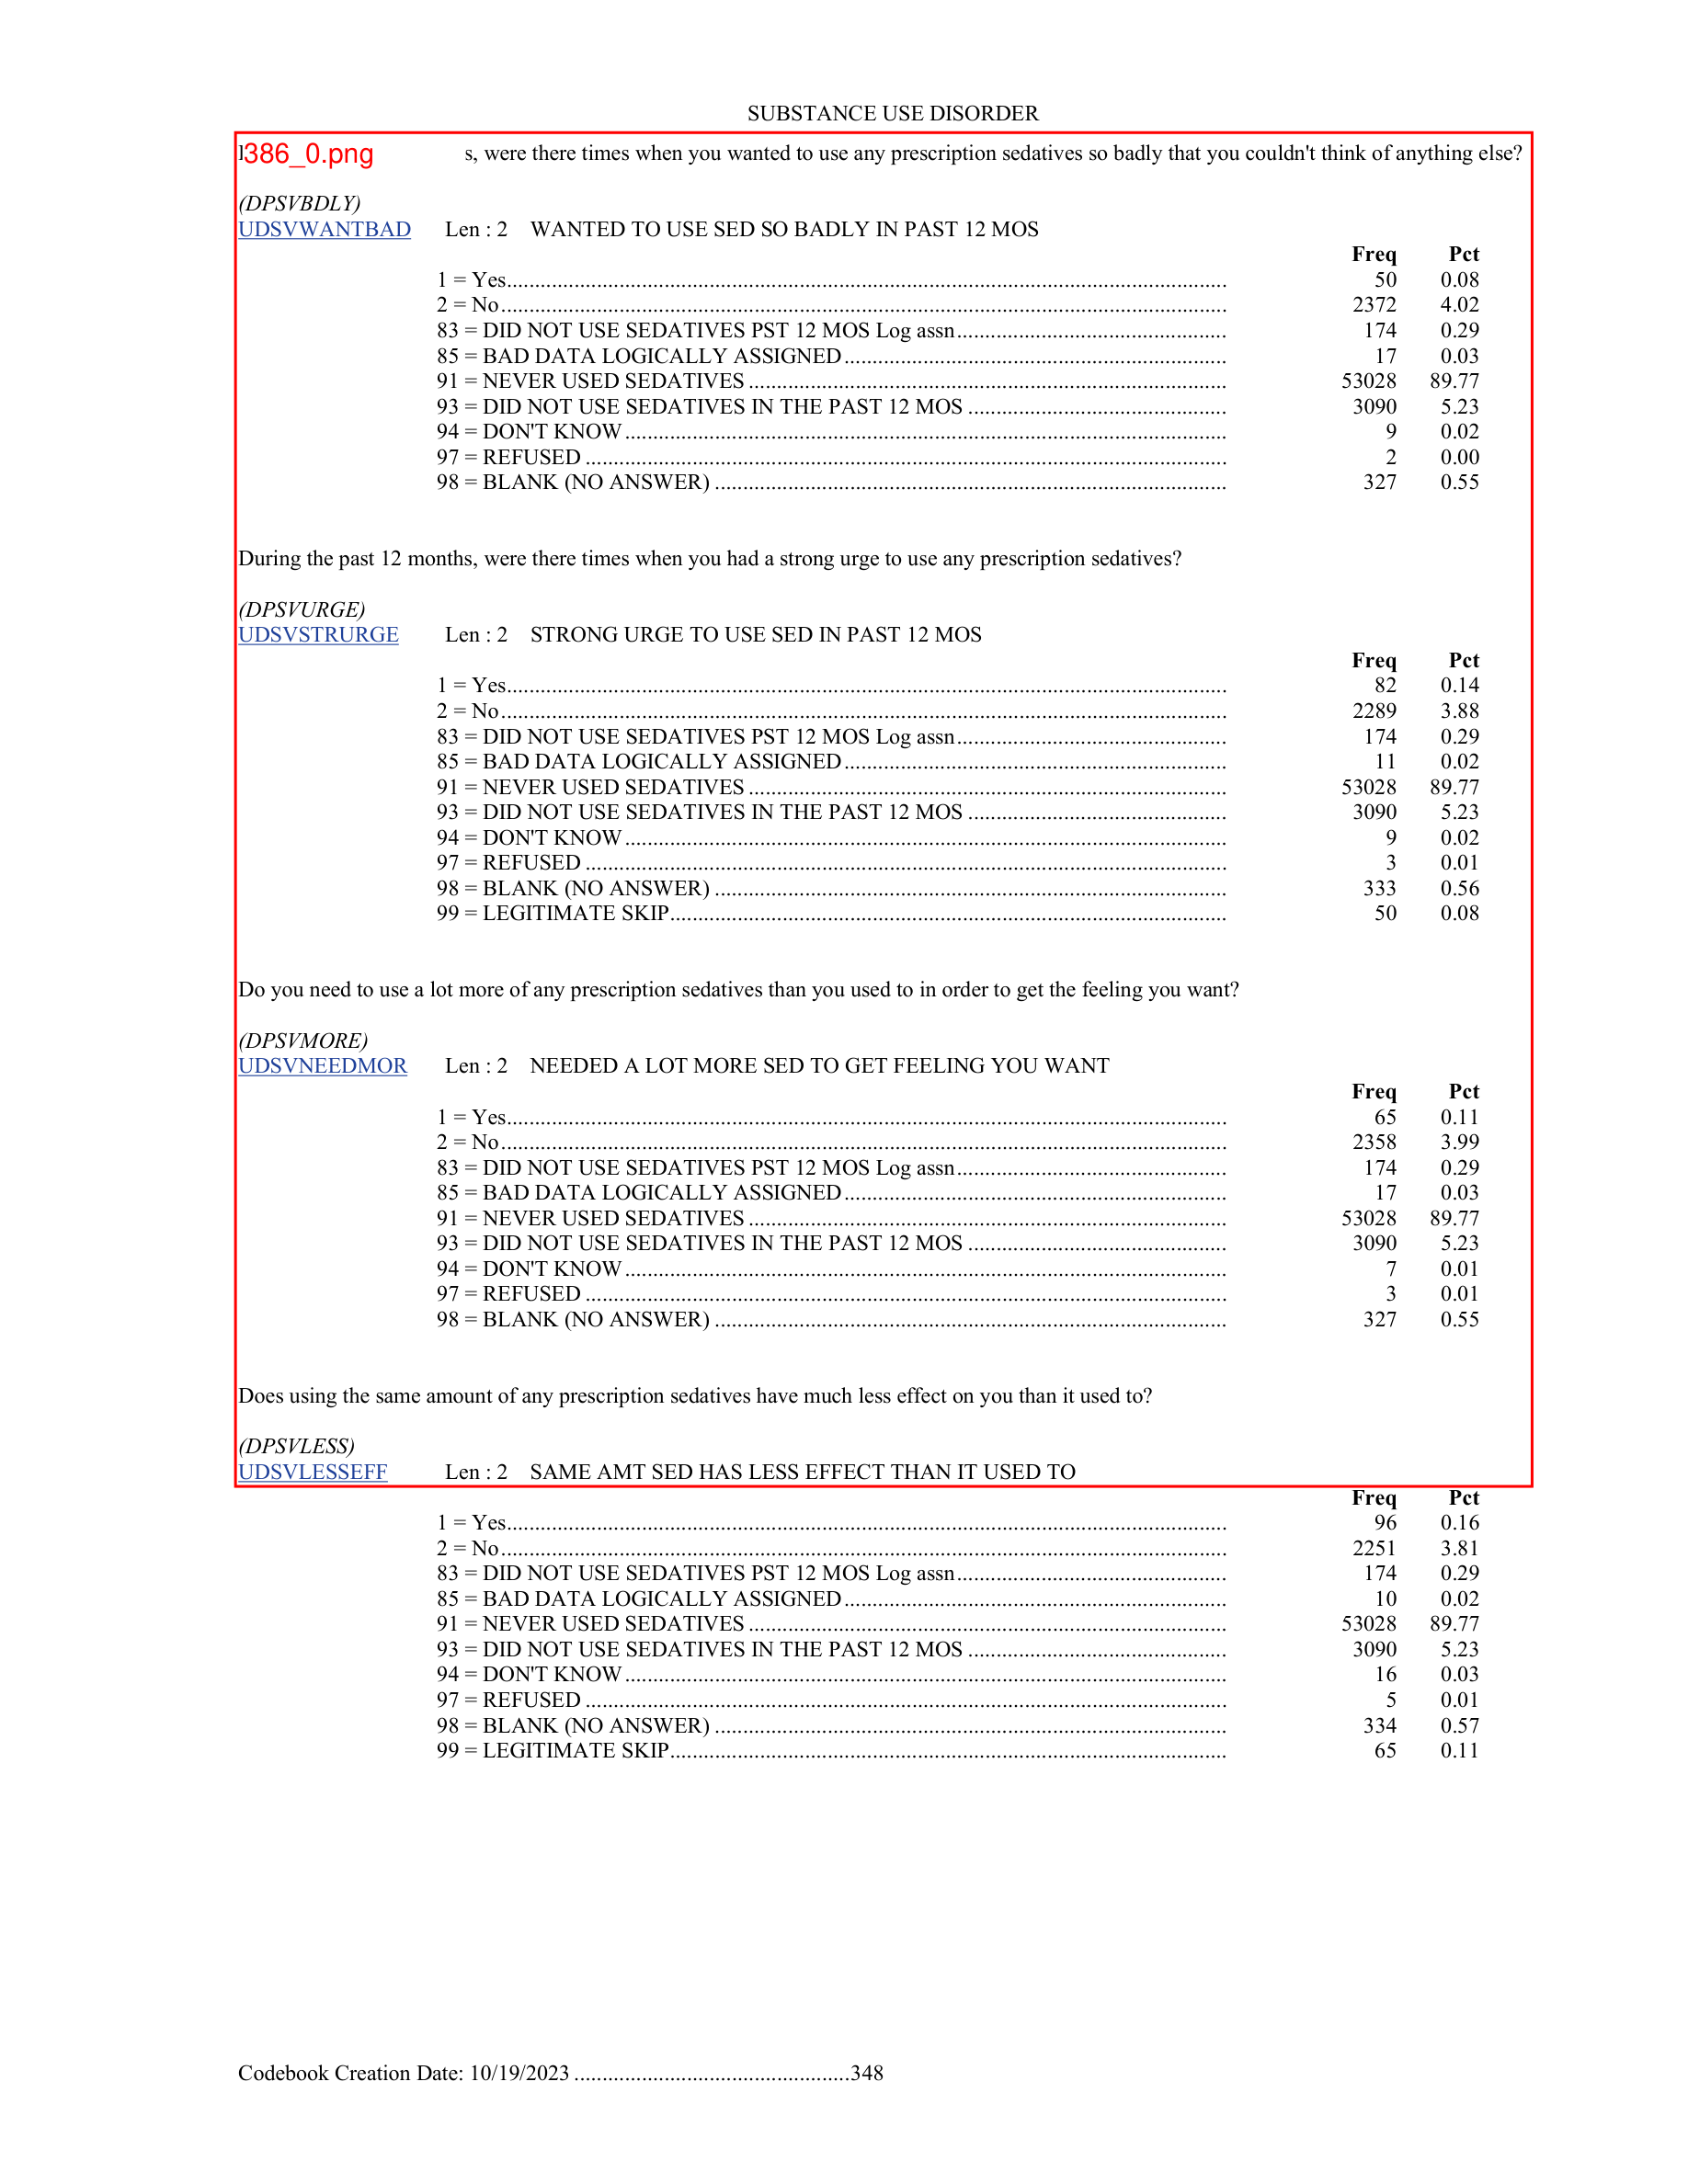 SUBSTANCE USE DISORDER
386_0.png s, were there times when you wanted to use any prescription sedatives so badly that you couldn't think of anything else?
(DPSVBDLY)
UDSVWANTBAD Len : 2 WANTED TO USE SED SO BADLY IN PAST 12 MOS
Freq Pct
1 = Yes 50 0.08
2 = No 2372 4.02
83 = DID NOT USE SEDATIVES PST 12 MOS Log assn 174 0.29
85 = BAD DATA LOGICALLY ASSIGNED 17 0.03
91 = NEVER USED SEDATIVES 53028 89.77
93 = DID NOT USE SEDATIVES IN THE PAST 12 MOS 3090 5.23
94 = DON'T KNOW 9 0.02
97 = REFUSED 2 0.00
98 = BLANK (NO ANSWER) 327 0.55
During the past 12 months, were there times when you had a strong urge to use any prescription sedatives?
(DPSVURGE)
UDSVSTRURGE Len : 2 STRONG URGE TO USE SED IN PAST 12 MOS
Freq Pct
1 = Yes 82 0.14
2 = No 2289 3.88
83 = DID NOT USE SEDATIVES PST 12 MOS Log assn 174 0.29
85 = BAD DATA LOGICALLY ASSIGNED 11 0.02
91 = NEVER USED SEDATIVES 53028 89.77
93 = DID NOT USE SEDATIVES IN THE PAST 12 MOS 3090 5.23
94 = DON'T KNOW 9 0.02
97 = REFUSED 3 0.01
98 = BLANK (NO ANSWER) 333 0.56
99 = LEGITIMATE SKIP 50 0.08
Do you need to use a lot more of any prescription sedatives than you used to in order to get the feeling you want?
(DPSVMORE)
UDSVNEEDMOR Len : 2 NEEDED A LOT MORE SED TO GET FEELING YOU WANT
Freq Pct
1 = Yes 65 0.11
2 = No 2358 3.99
83 = DID NOT USE SEDATIVES PST 12 MOS Log assn 174 0.29
85 = BAD DATA LOGICALLY ASSIGNED 17 0.03
91 = NEVER USED SEDATIVES 53028 89.77
93 = DID NOT USE SEDATIVES IN THE PAST 12 MOS 3090 5.23
94 = DON'T KNOW 7 0.01
97 = REFUSED 3 0.01
98 = BLANK (NO ANSWER) 327 0.55
Does using the same amount of any prescription sedatives have much less effect on you than it used to?
(DPSVLESS)
UDSVLESSEFF Len : 2 SAME AMT SED HAS LESS EFFECT THAN IT USED TO
Freq Pct
1 = Yes 96 0.16
2 = No 2251 3.81
83 = DID NOT USE SEDATIVES PST 12 MOS Log assn 174 0.29
85 = BAD DATA LOGICALLY ASSIGNED 10 0.02
91 = NEVER USED SEDATIVES 53028 89.77
93 = DID NOT USE SEDATIVES IN THE PAST 12 MOS 3090 5.23
94 = DON'T KNOW 16 0.03
97 = REFUSED 5 0.01
98 = BLANK (NO ANSWER) 334 0.57
99 = LEGITIMATE SKIP 65 0.11
Codebook Creation Date: 10/19/2023 348